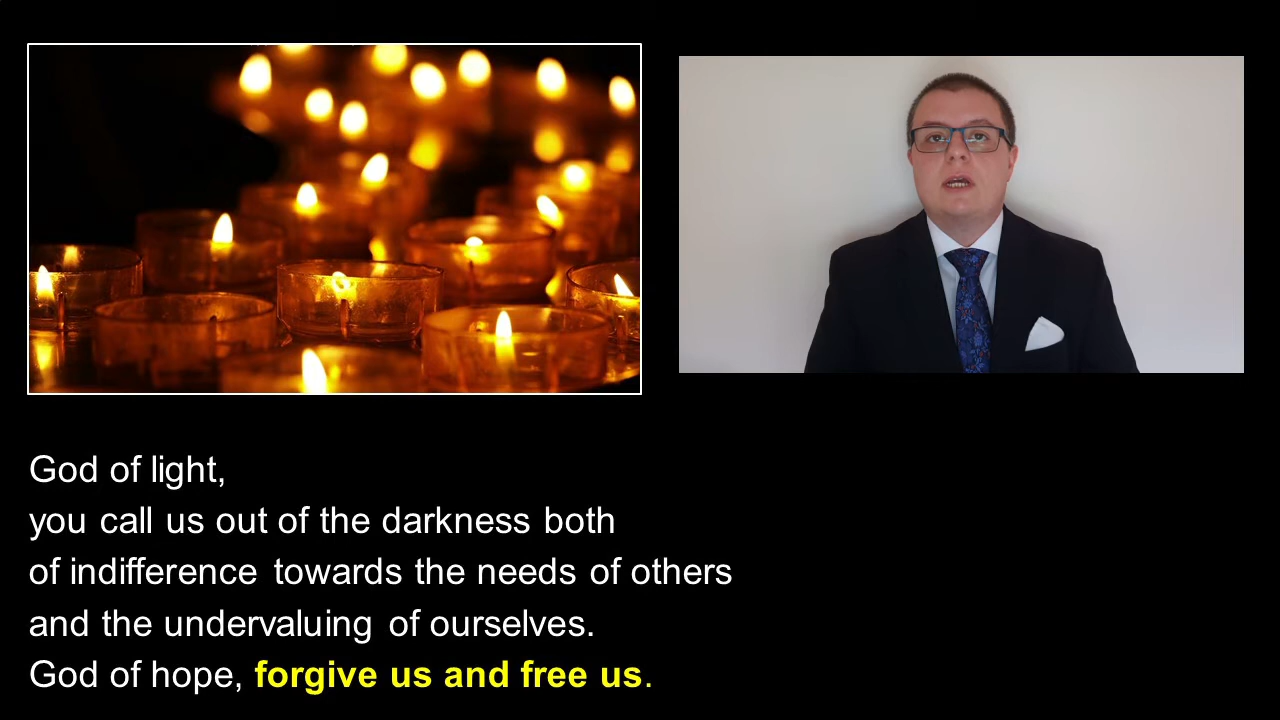 God of light,
you call us out of the darkness both
of indifference towards the needs of others
and the undervaluing of ourselves.
God of hope, forgive us and free us.